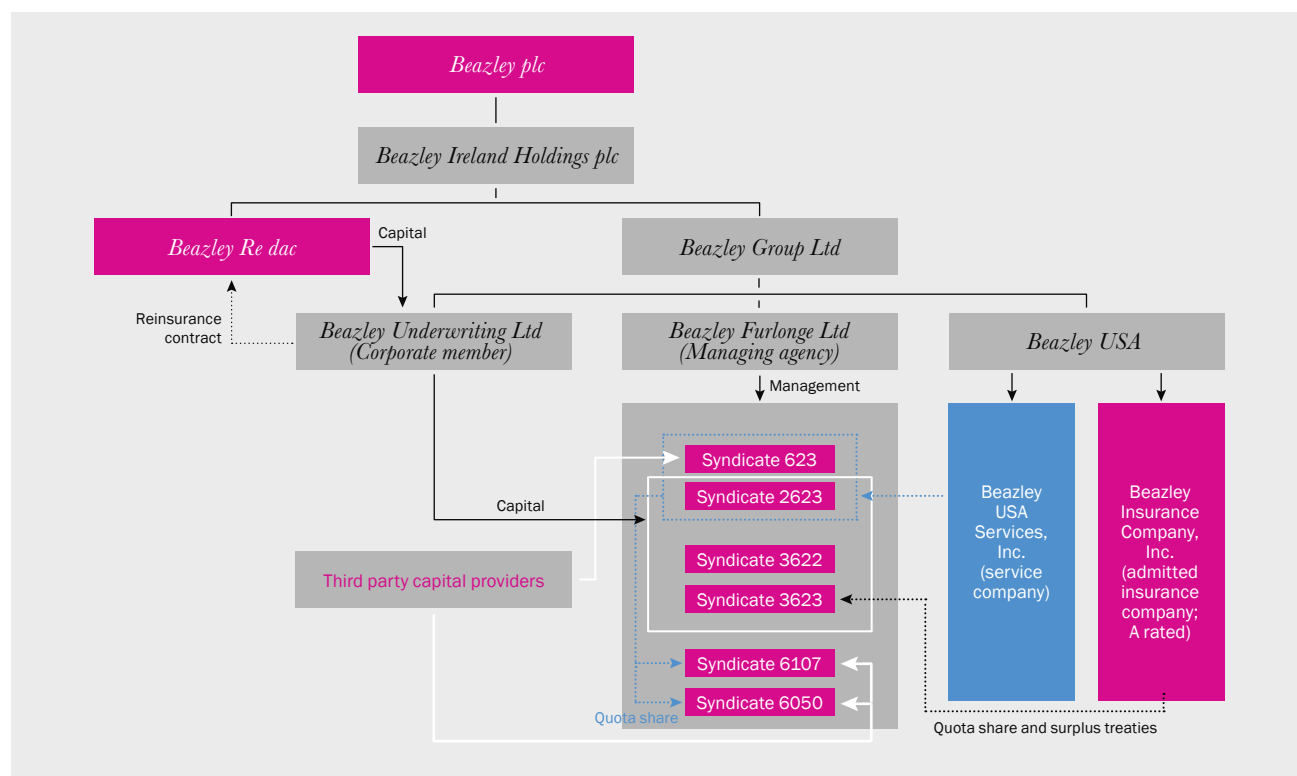 Beazley plc
Beazley Ireland Holdings plc
Beazley Re dac
Capital
Beazley Group Ltd
Reinsurance
contract
Beazley Underwriting Ltd
(Corporate member)
Beazley Furlonge Ltd
(Managing agency)
Beazley USA
Management
Syndicate 623
Syndicate 2623
Capital
Syndicate 3622
Third party capital providers
Syndicate 3623
Syndicate 6107
Syndicate 6050
Quota share
Beazley
USA
Services,
Inc.
(service
company)
Beazley
Insurance
Company,
Inc.
(admitted
insurance
company;
A rated)
Quota share and surplus treaties